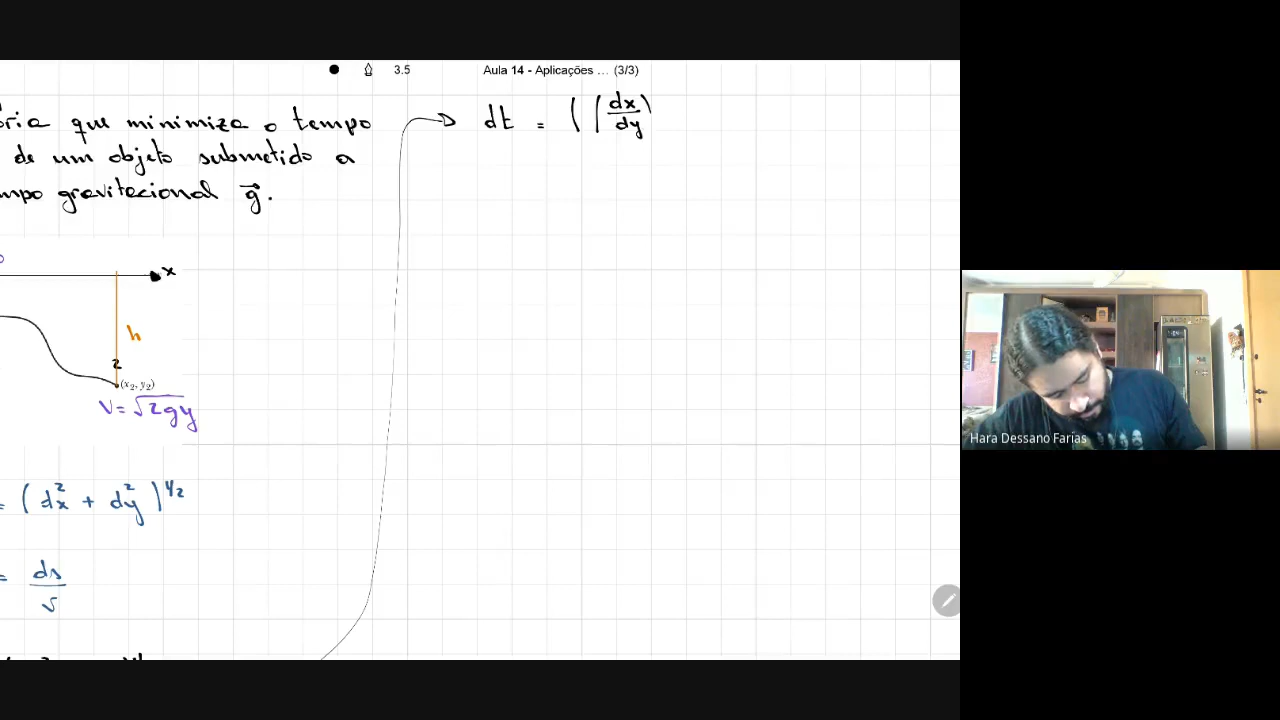 3.5 Aula 14 - Aplicações ... (3/3)
ória que minimiza o tempo
de um objeto submetido a
mpo gravitacional g⃗.
x
h
2
(x₂, y₂)
v = √2gy
= (dx² + dy²)^1/2
= ds/v
dt = ( ( dx/dy )
Hara Dessano Farias